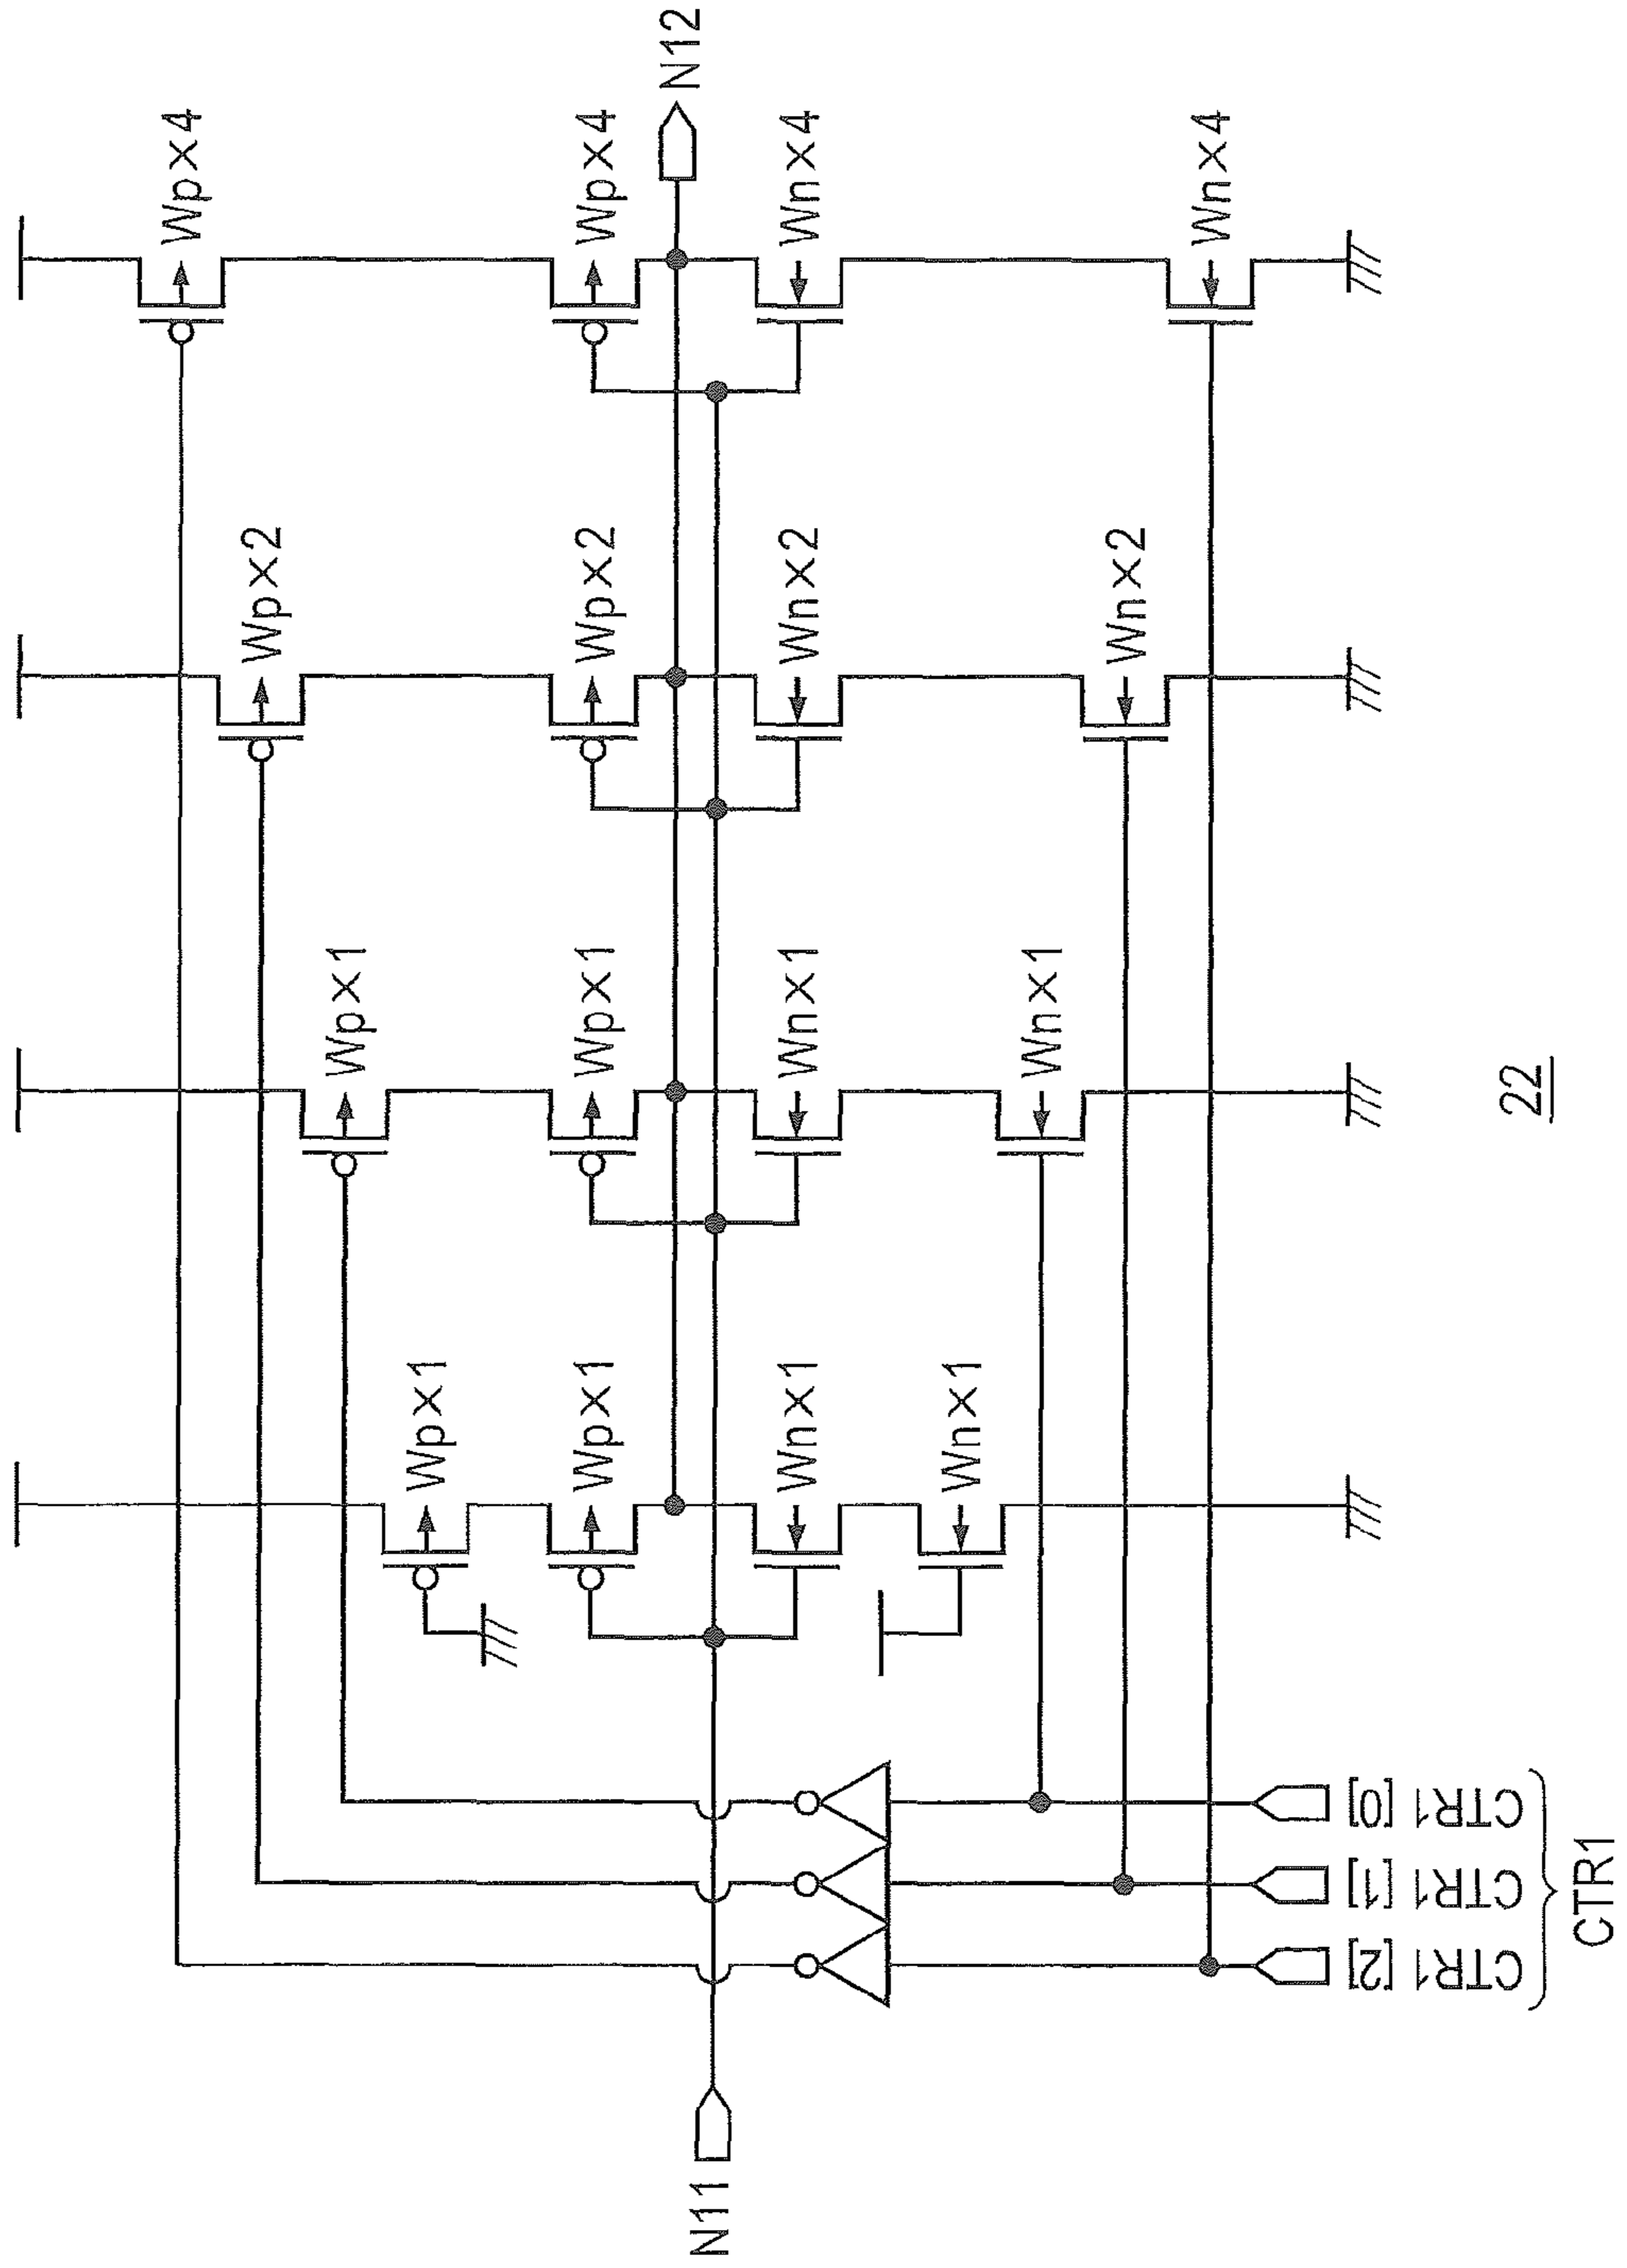 N12
Wp×4
Wp×4
Wn×4
Wn×4
Wp×2
Wp×2
Wn×2
Wn×2
Wp×1
Wp×1
Wn×1
Wn×1
Wp×1
Wp×1
Wn×1
Wn×1
22
CTR1 [0]
CTR1 [1]
CTR1 [2]
CTR1
N11